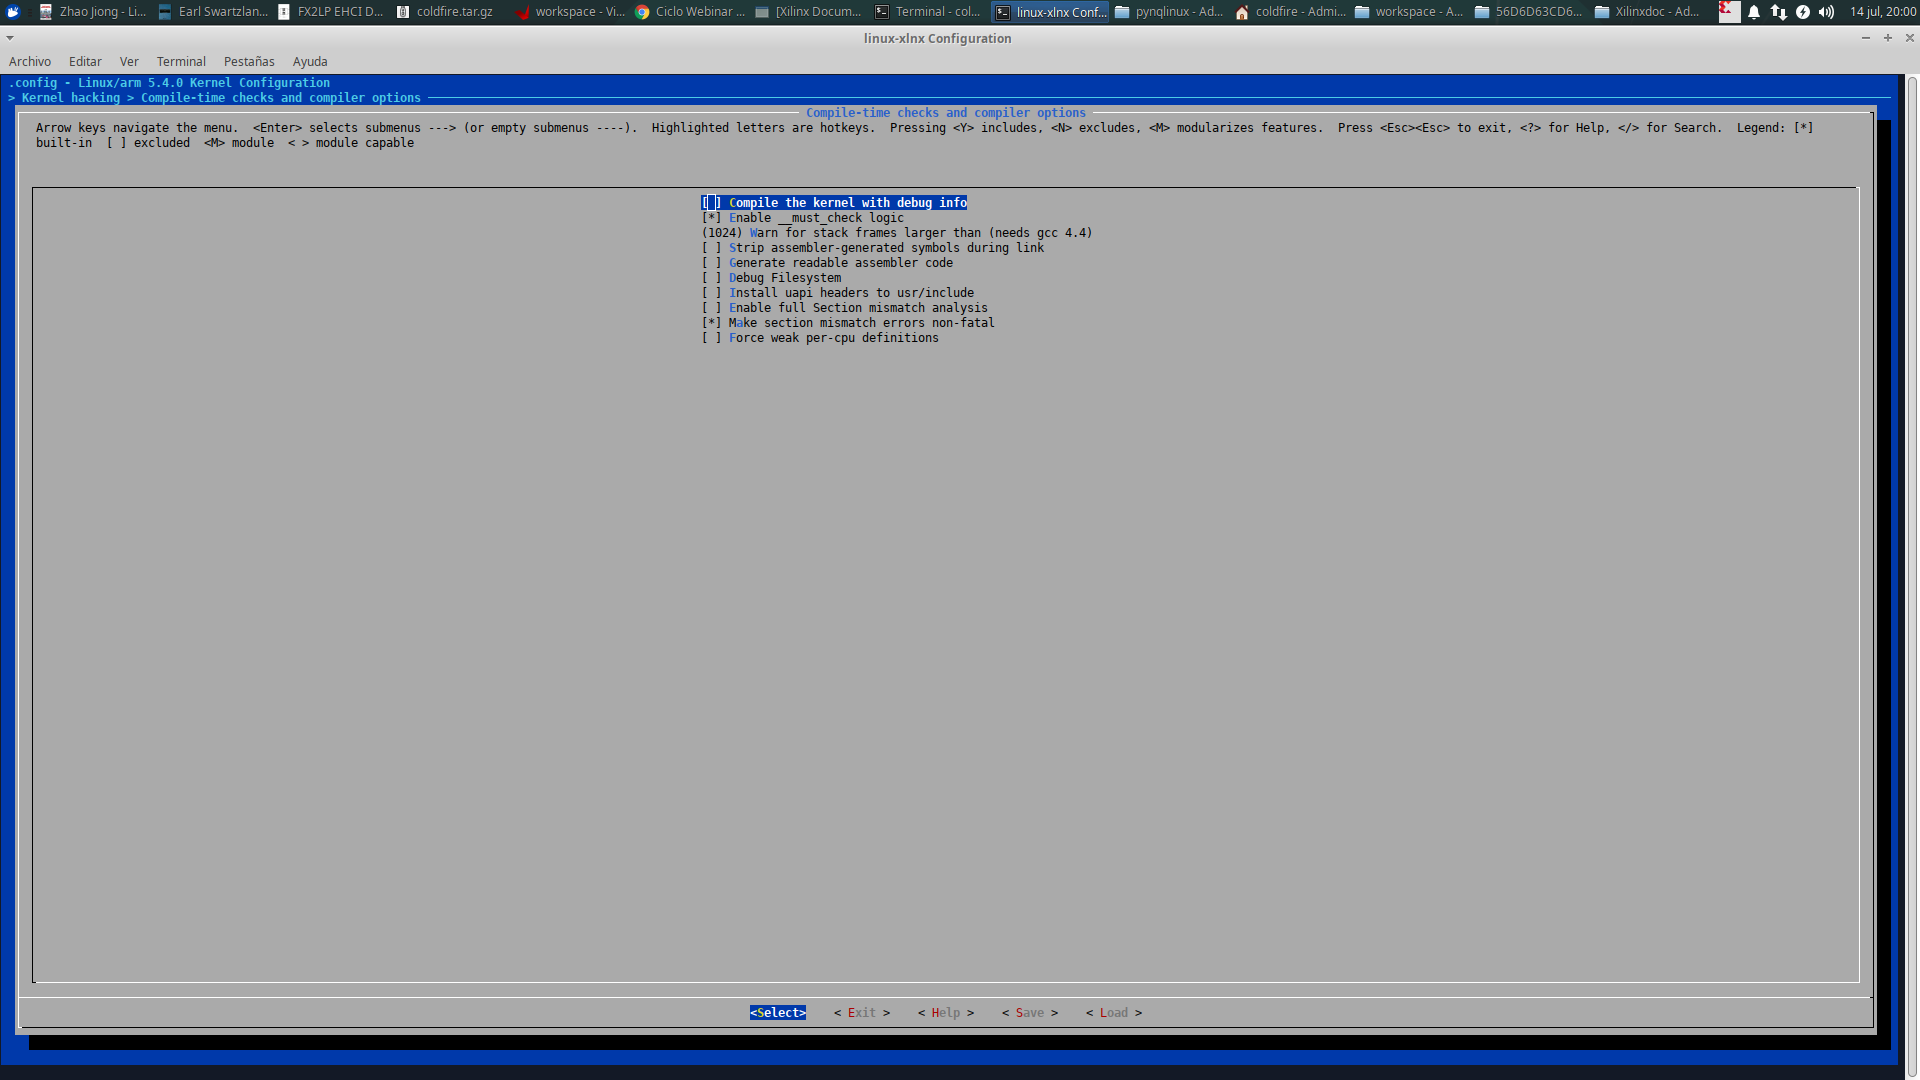 Zhao Jiong - Li... Earl Swartzlan... FX2LP EHCI D... coldfire.tar.gz workspace - Vi... Ciclo Webinar ... [Xilinx Docum... Terminal - col... linux-xlnx Conf... pynqlinux - Ad... coldfire - Admi... workspace - A... 56D6D63CD6... Xilinxdoc - Ad... 14 jul, 20:00
linux-xlnx Configuration
Archivo Editar Ver Terminal Pestañas Ayuda
.config - Linux/arm 5.4.0 Kernel Configuration
> Kernel hacking > Compile-time checks and compiler options
Compile-time checks and compiler options
Arrow keys navigate the menu.  <Enter> selects submenus ---> (or empty submenus ----).  Highlighted letters are hotkeys.  Pressing <Y> includes, <N> excludes, <M> modularizes features.  Press <Esc><Esc> to exit, <?> for Help, </> for Search.  Legend: [*]
built-in  [ ] excluded  <M> module  < > module capable
[ ] Compile the kernel with debug info
[*] Enable __must_check logic
(1024) Warn for stack frames larger than (needs gcc 4.4)
[ ] Strip assembler-generated symbols during link
[ ] Generate readable assembler code
[ ] Debug Filesystem
[ ] Install uapi headers to usr/include
[ ] Enable full Section mismatch analysis
[*] Make section mismatch errors non-fatal
[ ] Force weak per-cpu definitions
<Select>    < Exit >    < Help >    < Save >    < Load >